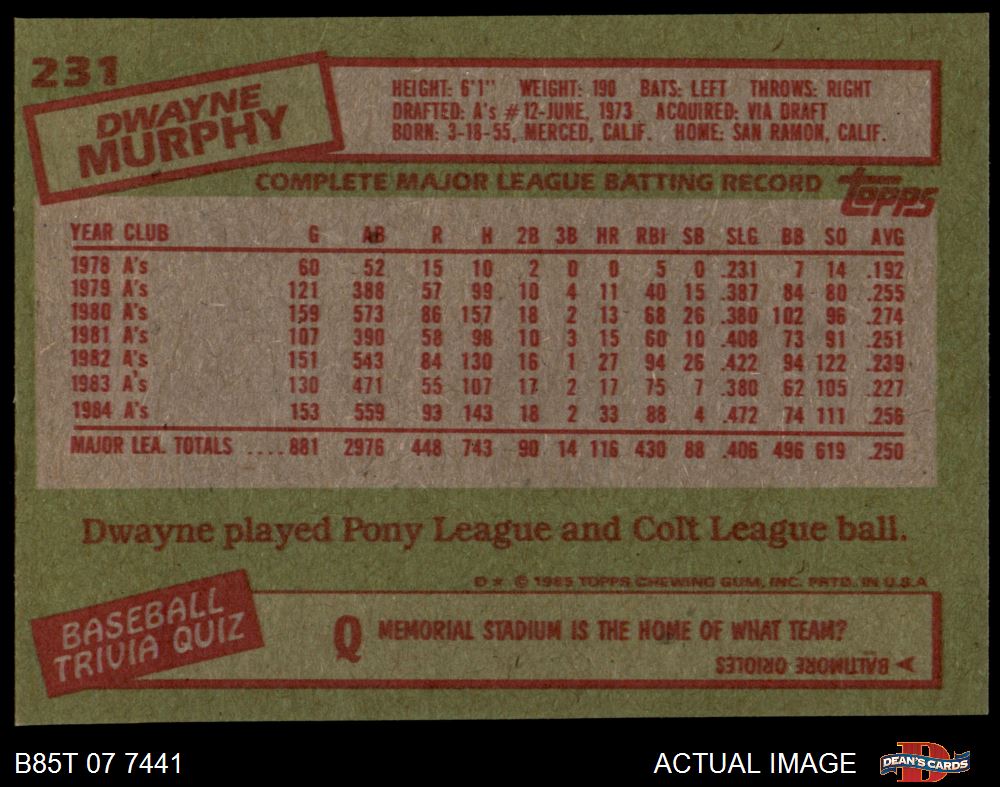 231
DWAYNE
MURPHY
HEIGHT: 6'1" WEIGHT: 190 BATS: LEFT THROWS: RIGHT
DRAFTED: A's #12-JUNE, 1973 ACQUIRED: VIA DRAFT
BORN: 3-18-55, MERCED, CALIF. HOME: SAN RAMON, CALIF.
COMPLETE MAJOR LEAGUE BATTING RECORD
topps
YEAR CLUB G AB R H 2B 3B HR RBI SB SLG BB SO AVG
1978 A's 60 52 15 10 2 0 0 5 0 .231 7 14 .192
1979 A's 121 388 57 99 10 4 11 40 15 .387 84 80 .255
1980 A's 159 573 86 157 18 2 13 68 26 .380 102 96 .274
1981 A's 107 390 58 98 10 3 15 60 10 .408 73 91 .251
1982 A's 151 543 84 130 16 1 27 94 26 .422 94 122 .239
1983 A's 130 471 55 107 17 2 17 75 7 .380 62 105 .227
1984 A's 153 559 93 143 18 2 33 88 4 .472 74 111 .256
MAJOR LEA. TOTALS ....881 2976 448 743 90 14 116 430 88 .406 496 619 .250
Dwayne played Pony League and Colt League ball.
D* © 1985 TOPPS CHEWING GUM, INC. PRTD. IN U.S.A
BASEBALL
TRIVIA QUIZ
Q MEMORIAL STADIUM IS THE HOME OF WHAT TEAM?
BALTIMORE ORIOLES
B85T 07 7441
ACTUAL IMAGE
D
DEAN'S CARDS